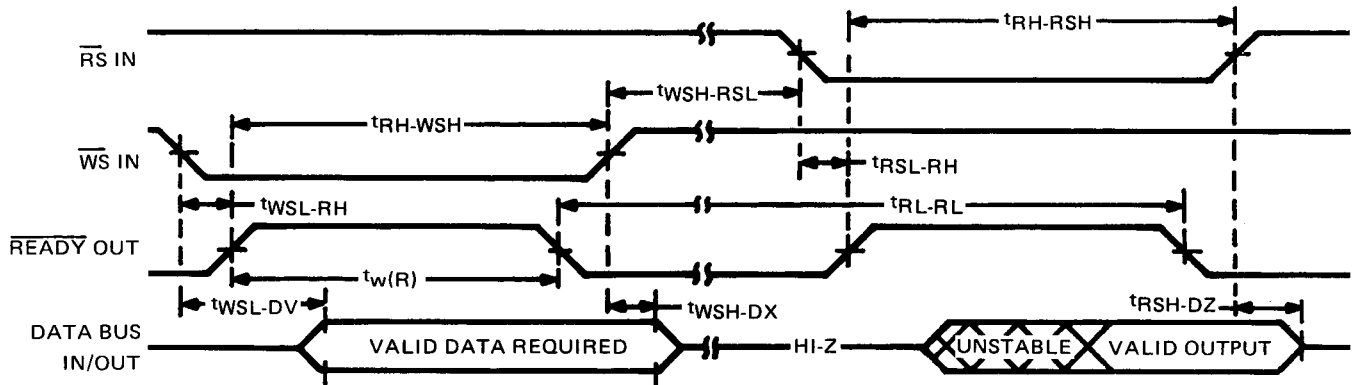 tRH-RSH
RS IN
tWSH-RSL
tRH-WSH
WS IN
tRSL-RH
tWSL-RH
tRL-RL
READY OUT
tw(R)
tWSL-DV
tWSH-DX
tRSH-DZ
DATA BUS
IN/OUT
VALID DATA REQUIRED
HI-Z
UNSTABLE
VALID OUTPUT